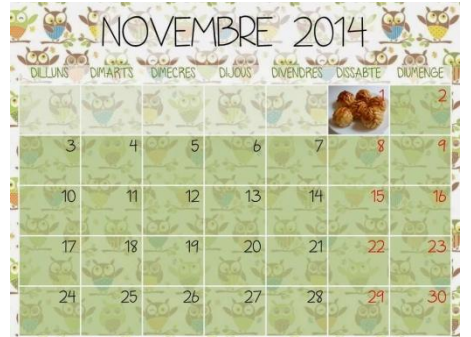 NOVEMBRE 2014
DILLUNS DIMARTS DIMECRES DIJOUS DIVENDRES DISSABTE DIUMENGE
1 2
3 4 5 6 7 8 9
10 11 12 13 14 15 16
17 18 19 20 21 22 23
24 25 26 27 28 29 30